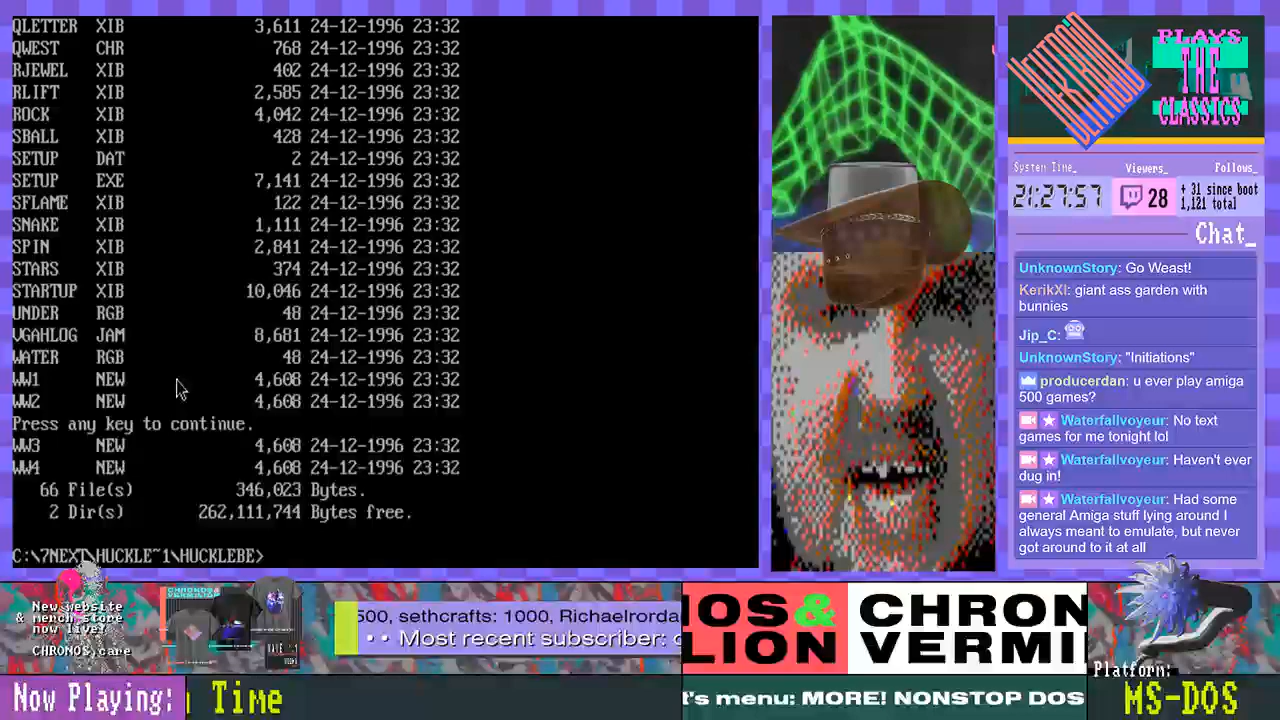 QLETTER XIB 3,611 24-12-1996 23:32
QWEST CHR 768 24-12-1996 23:32
RJEWEL XIB 402 24-12-1996 23:32
RLIFT XIB 2,585 24-12-1996 23:32
ROCK XIB 4,042 24-12-1996 23:32
SBALL XIB 428 24-12-1996 23:32
SETUP DAT 2 24-12-1996 23:32
SETUP EXE 7,141 24-12-1996 23:32
SFLAME XIB 122 24-12-1996 23:32
SNAKE XIB 1,111 24-12-1996 23:32
SPIN XIB 2,841 24-12-1996 23:32
STARS XIB 374 24-12-1996 23:32
STARTUP XIB 10,046 24-12-1996 23:32
UNDER RGB 48 24-12-1996 23:32
VGAHLOG JAM 8,681 24-12-1996 23:32
WATER RGB 48 24-12-1996 23:32
WW1 NEW 4,608 24-12-1996 23:32
WW2 NEW 4,608 24-12-1996 23:32
Press any key to continue.
WW3 NEW 4,608 24-12-1996 23:32
WW4 NEW 4,608 24-12-1996 23:32
66 File(s) 346,023 Bytes.
2 Dir(s) 262,111,744 Bytes free.
C:\7NEXT\HUCKLE~1\HUCKLEBE>
PLAYS
THE
CLASSICS
System Time_
Viewers_
Follows_
21:27:57
28
+ 31 since boot
1,121 total
Chat_
UnknownStory: Go Weast!
KerikXI: giant ass garden with
bunnies
Jip_C:
UnknownStory: "Initiations"
producerdan: u ever play amiga
500 games?
Waterfallvoyeur: No text
games for me tonight lol
Waterfallvoyeur: Haven't ever
dug in!
Waterfallvoyeur: Had some
general Amiga stuff lying around I
always meant to emulate, but never
got around to it at all
New website
& merch store
now live!
CHRONOS.care
500, sethcrafts: 1000, Richaelrorda
•• Most recent subscriber:
OS&
LION
CHRON
VERMI
Platform:
MS-DOS
Now Playing:
Time
's menu: MORE! NONSTOP DOS